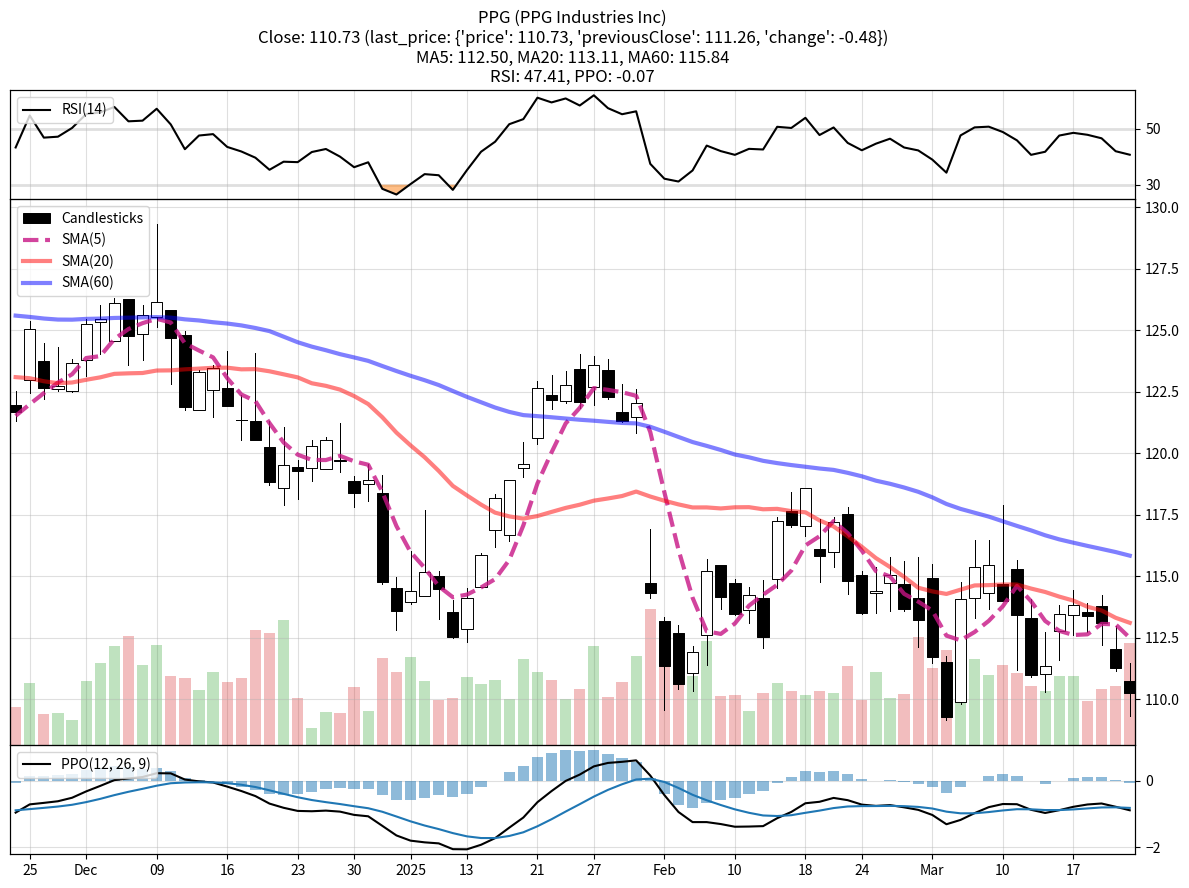 PPG (PPG Industries Inc)
Close: 110.73 (last_price: {'price': 110.73, 'previousClose': 111.26, 'change': -0.48})
MA5: 112.50, MA20: 113.11, MA60: 115.84
RSI: 47.41, PPO: -0.07
RSI(14)
50
30
Candlesticks
SMA(5)
SMA(20)
SMA(60)
130.0
127.5
125.0
122.5
120.0
117.5
115.0
112.5
110.0
PPO(12, 26, 9)
0
−2
25 Dec 09 16 23 30 2025 13 21 27 Feb 10 18 24 Mar 10 17